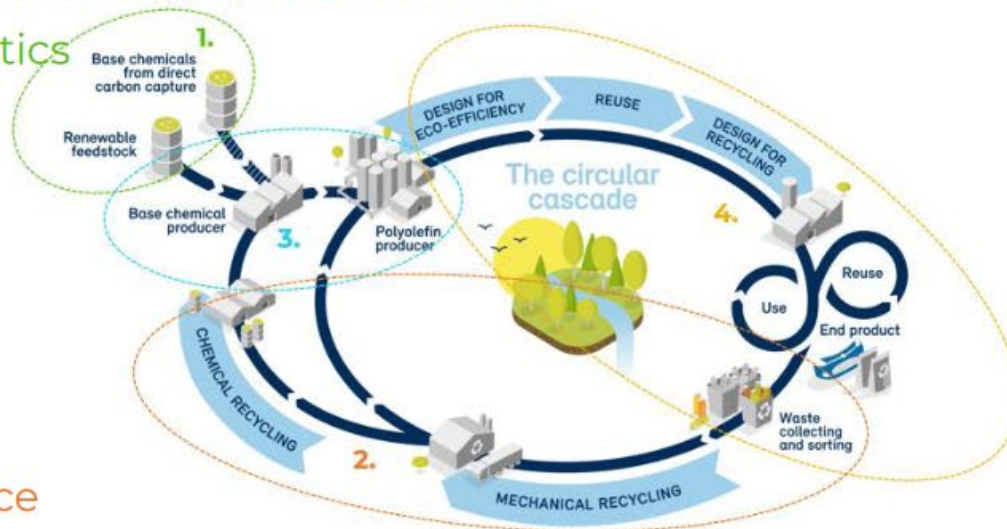 tics
1.
Base chemicals
from direct
carbon capture
Renewable
feedstock
Base chemical
producer
3.
Polyolefin
producer
DESIGN FOR
ECO-EFFICIENCY
REUSE
DESIGN FOR
RECYCLING
The circular
cascade
4.
Use
Reuse
End product
Waste
collecting
and sorting
CHEMICAL RECYCLING
2.
MECHANICAL RECYCLING
ce